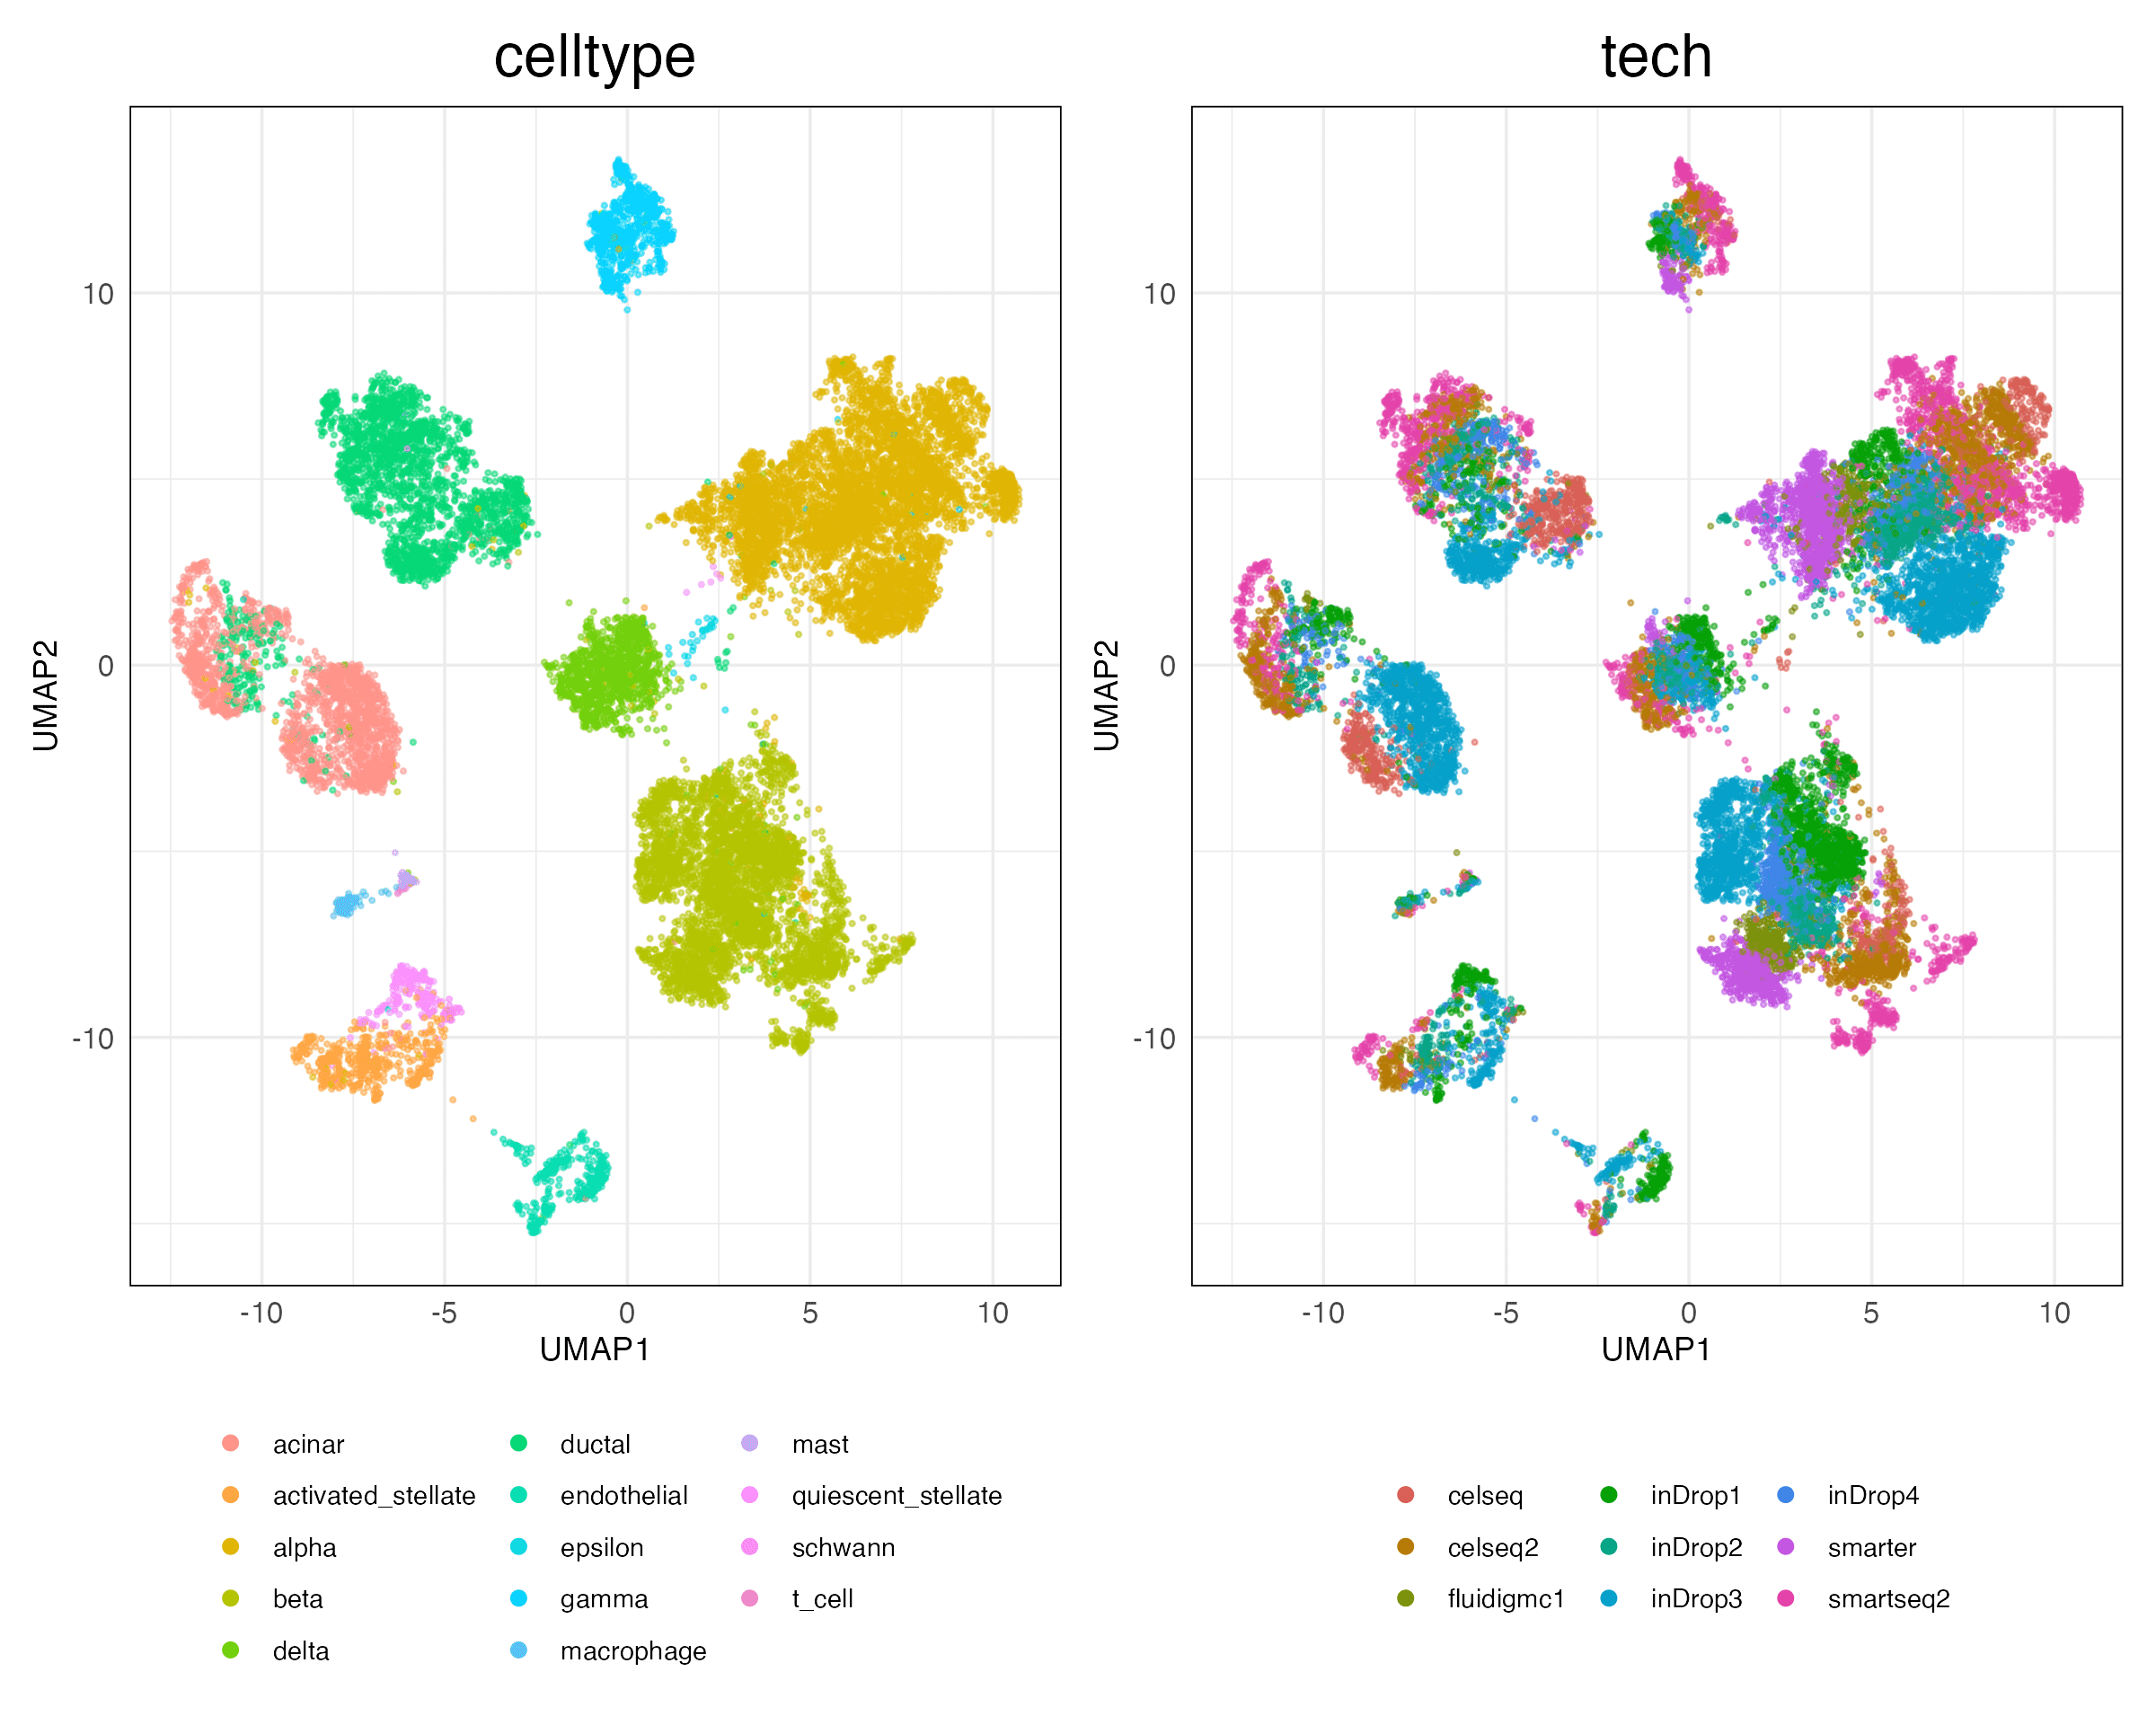 celltype
10
0
-10
UMAP2
-10 -5 0 5 10
UMAP1
acinar
activated_stellate
alpha
beta
delta
ductal
endothelial
epsilon
gamma
macrophage
mast
quiescent_stellate
schwann
t_cell
tech
10
0
-10
UMAP2
-10 -5 0 5 10
UMAP1
celseq
celseq2
fluidigmc1
inDrop1
inDrop2
inDrop3
inDrop4
smarter
smartseq2